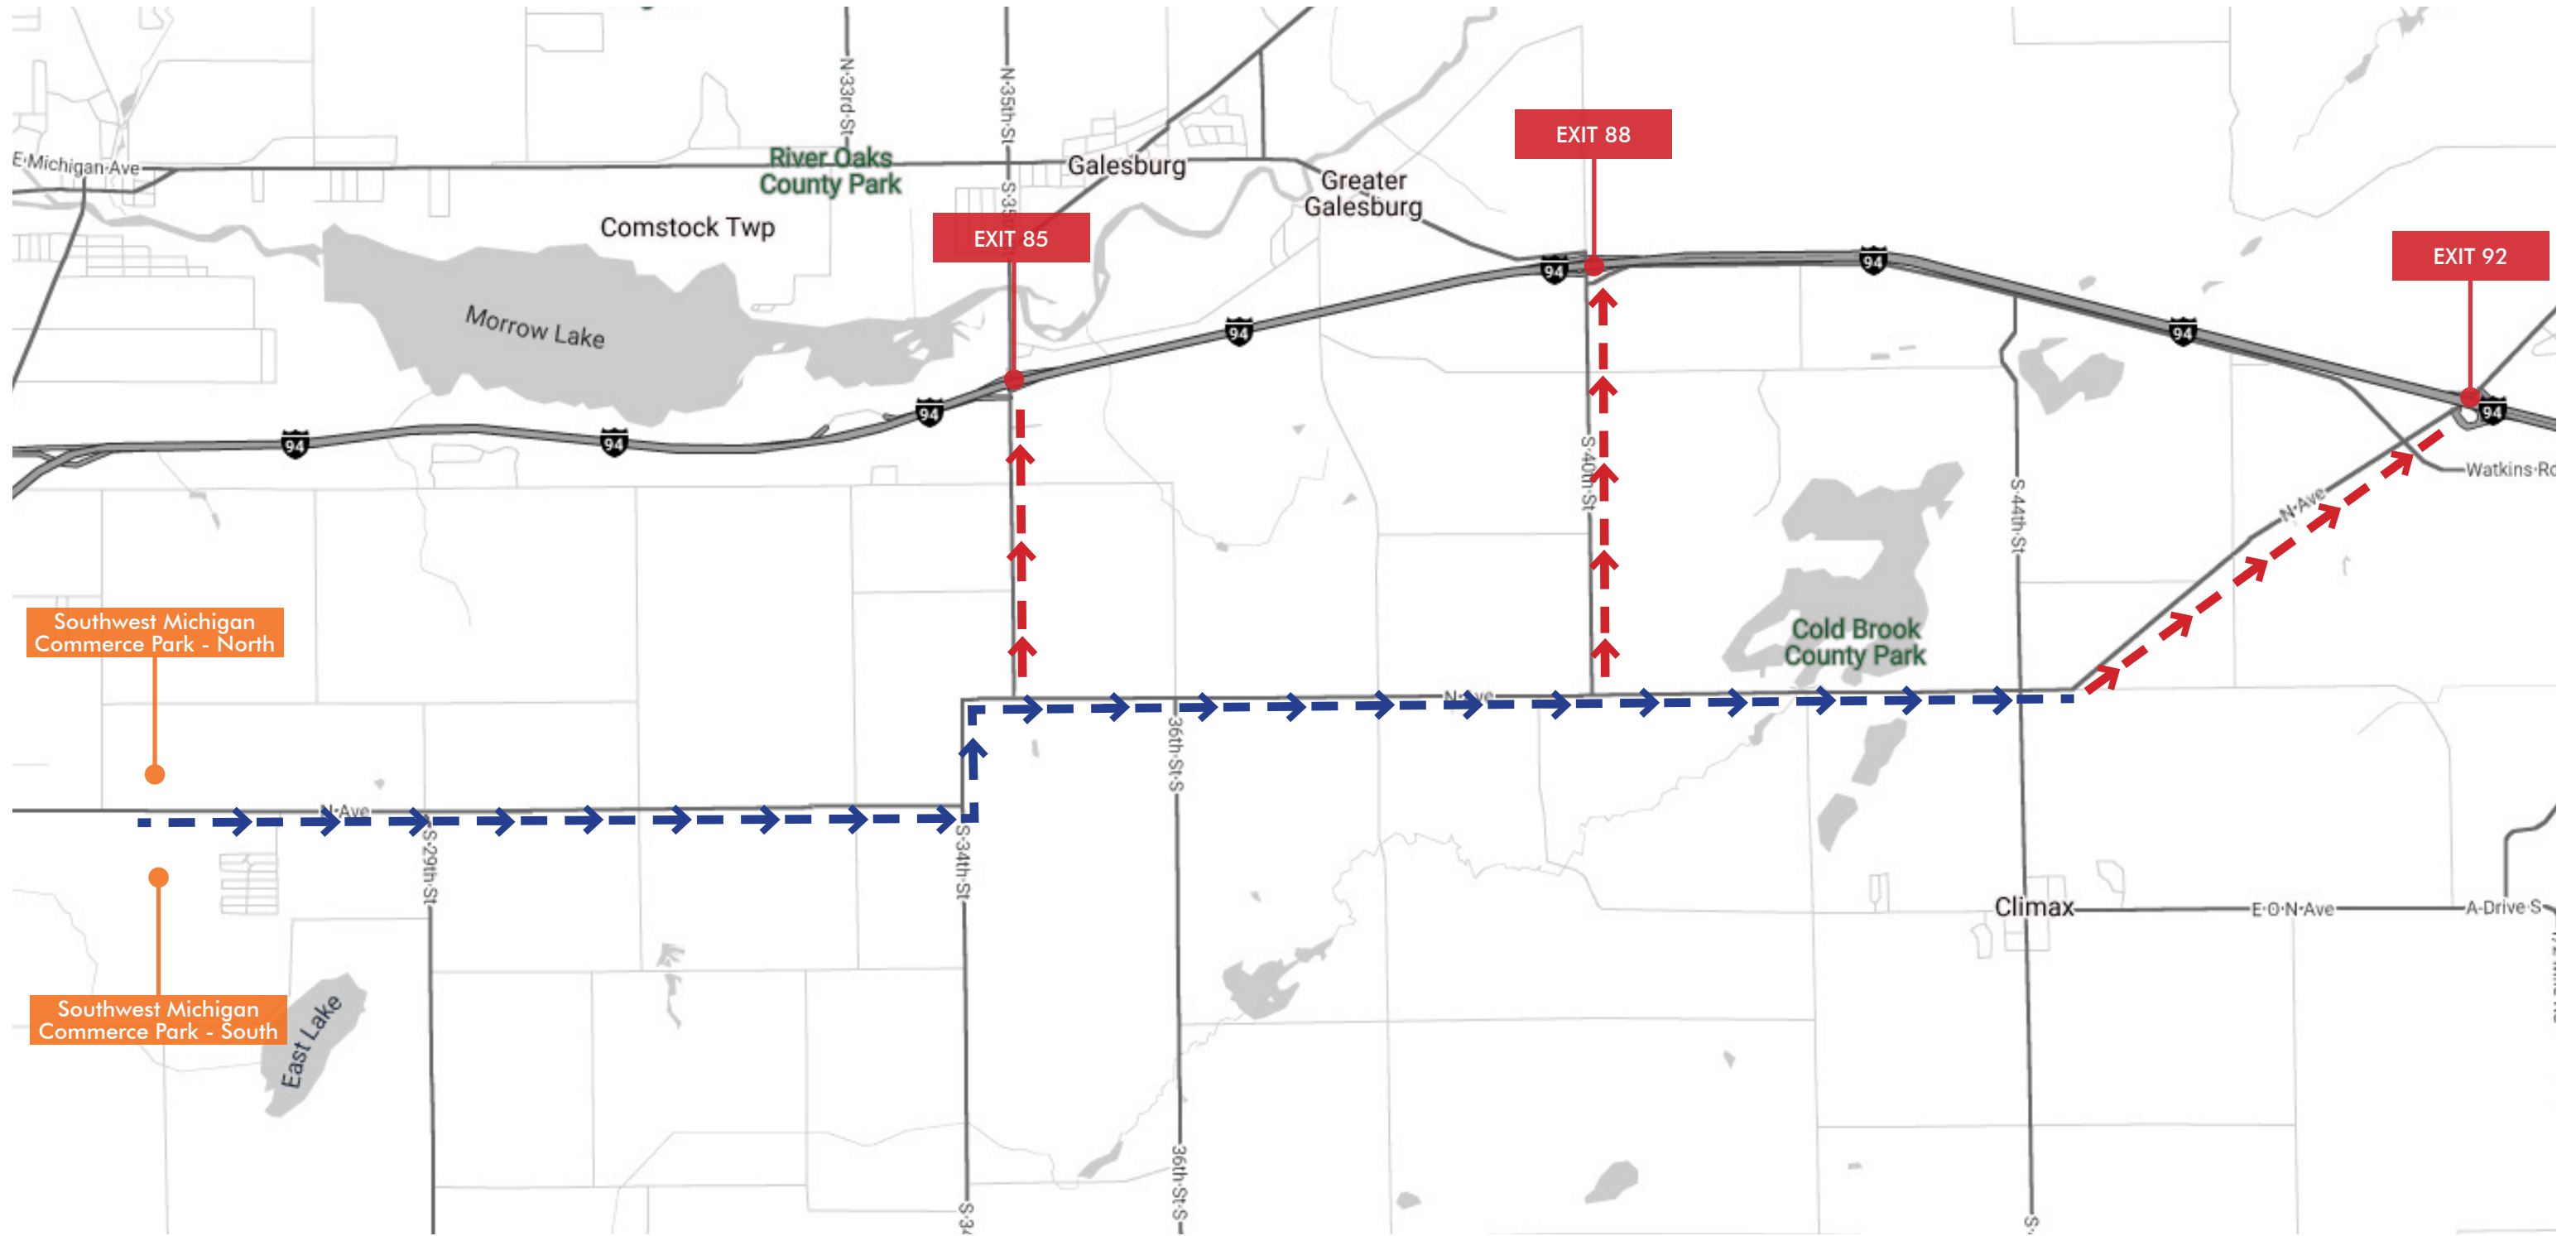 N 33rd St
N 35th St
E Michigan Ave
River Oaks
County Park
Galesburg
Greater
Galesburg
EXIT 88
Comstock Twp
EXIT 85
EXIT 92
Morrow Lake
94
94
94
94
94
94
94
94
S 40th St
S 44th St
Watkins Rd
N Ave
Southwest Michigan
Commerce Park - North
Cold Brook
County Park
N Ave
36th St S
N Ave
S 29th St
S 34th St
Climax
E O N Ave
A Drive S
Southwest Michigan
Commerce Park - South
East Lake
36th St S
S 34
S